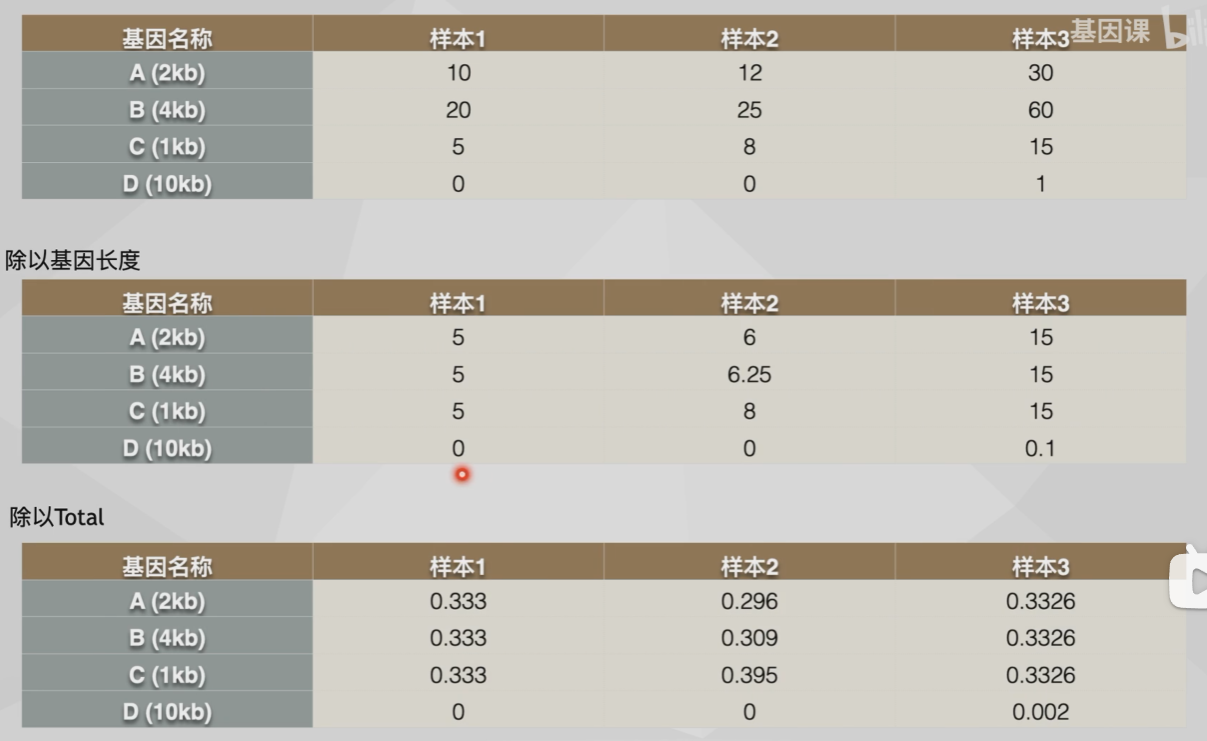 基因课 bili
基因名称 样本1 样本2 样本3
A (2kb) 10 12 30
B (4kb) 20 25 60
C (1kb) 5 8 15
D (10kb) 0 0 1
除以基因长度
基因名称 样本1 样本2 样本3
A (2kb) 5 6 15
B (4kb) 5 6.25 15
C (1kb) 5 8 15
D (10kb) 0 0 0.1
除以Total
基因名称 样本1 样本2 样本3
A (2kb) 0.333 0.296 0.3326
B (4kb) 0.333 0.309 0.3326
C (1kb) 0.333 0.395 0.3326
D (10kb) 0 0 0.002